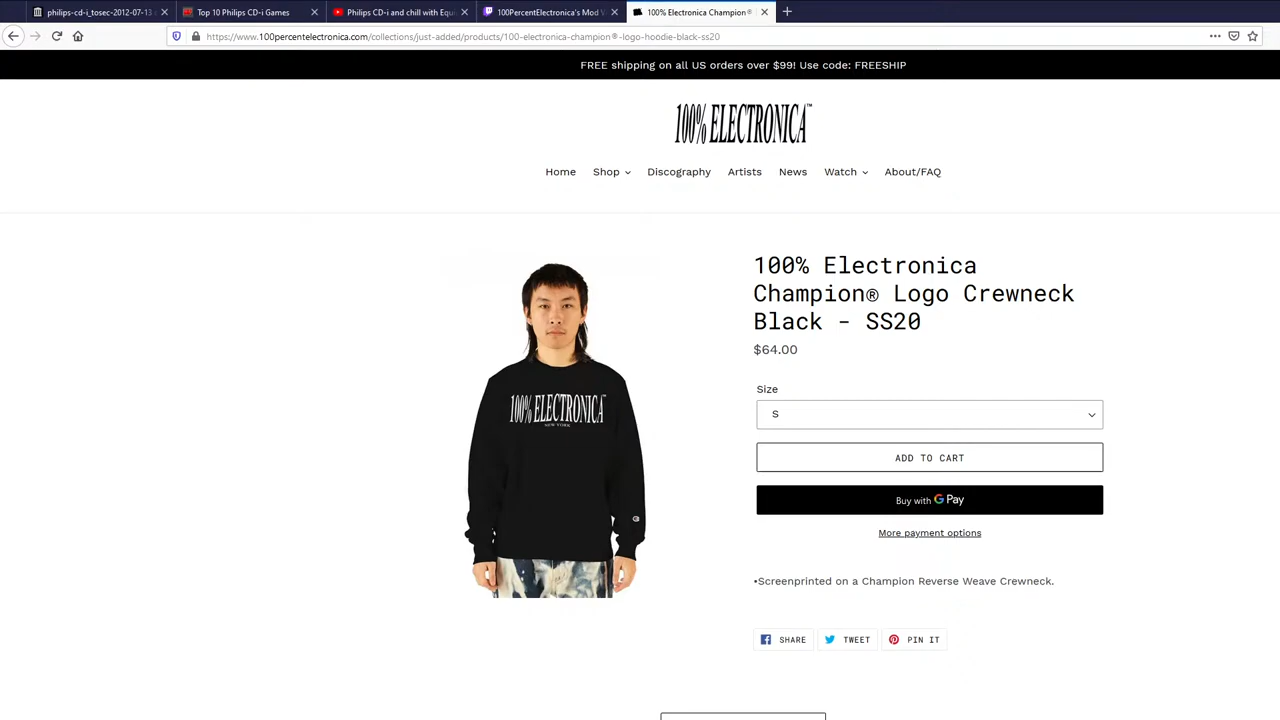 philips-cd-i_tosec-2012-07-13
Top 10 Philips CD-i Games
Philips CD-i and chill with Equi
100PercentElectronica's Mod V
100% Electronica Champion®
https://www.100percentelectronica.com/collections/just-added/products/100-electronica-champion®-logo-hoodie-black-ss20
FREE shipping on all US orders over $99! Use code: FREESHIP
100% ELECTRONICA™
Home Shop Discography Artists News Watch About/FAQ
100% ELECTRONICA
NEW YORK
100% Electronica
Champion® Logo Crewneck
Black - SS20
$64.00
Size
S
ADD TO CART
Buy with G Pay
More payment options
•Screenprinted on a Champion Reverse Weave Crewneck.
SHARE TWEET PIN IT